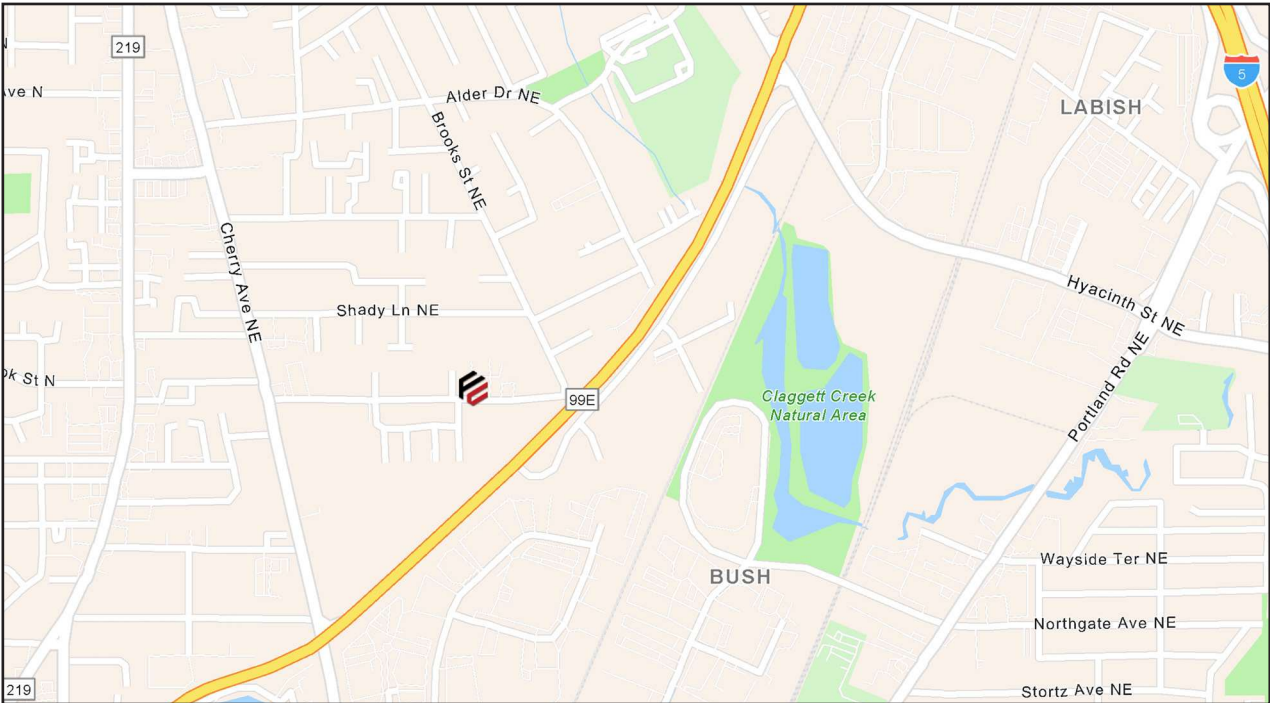 219
5
Ave N
Alder Dr NE
LABISH
Brooks St NE
Cherry Ave NE
Hyacinth St NE
Shady Ln NE
Portland Rd NE
St N
99E
Claggett Creek
Natural Area
Wayside Ter NE
BUSH
Northgate Ave NE
219
Stortz Ave NE